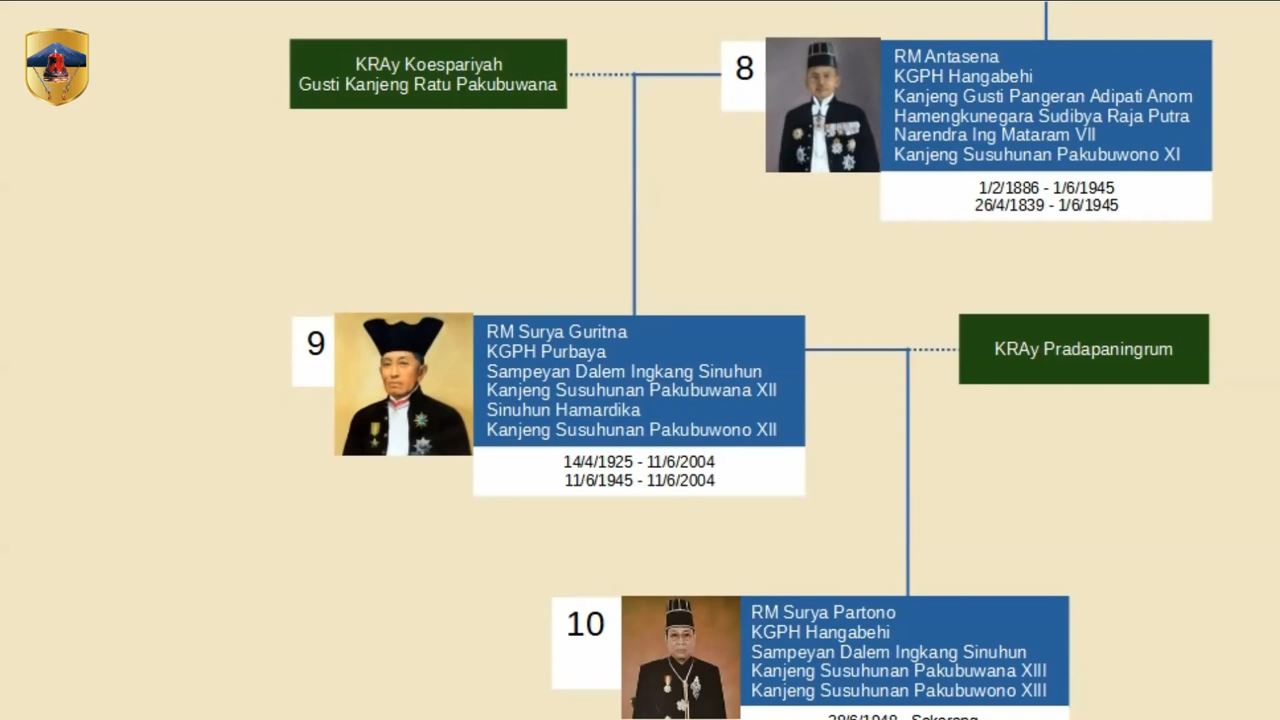 KRAy Koespariyah
Gusti Kanjeng Ratu Pakubuwana
8
RM Antasena
KGPH Hangabehi
Kanjeng Gusti Pangeran Adipati Anom
Hamengkunegara Sudibya Raja Putra
Narendra Ing Mataram VII
Kanjeng Susuhunan Pakubuwono XI
1/2/1886 - 1/6/1945
26/4/1839 - 1/6/1945
9
RM Surya Guritna
KGPH Purbaya
Sampeyan Dalem Ingkang Sinuhun
Kanjeng Susuhunan Pakubuwana XII
Sinuhun Hamardika
Kanjeng Susuhunan Pakubuwono XII
14/4/1925 - 11/6/2004
11/6/1945 - 11/6/2004
KRAy Pradapaningrum
10
RM Surya Partono
KGPH Hangabehi
Sampeyan Dalem Ingkang Sinuhun
Kanjeng Susuhunan Pakubuwana XIII
Kanjeng Susuhunan Pakubuwono XIII